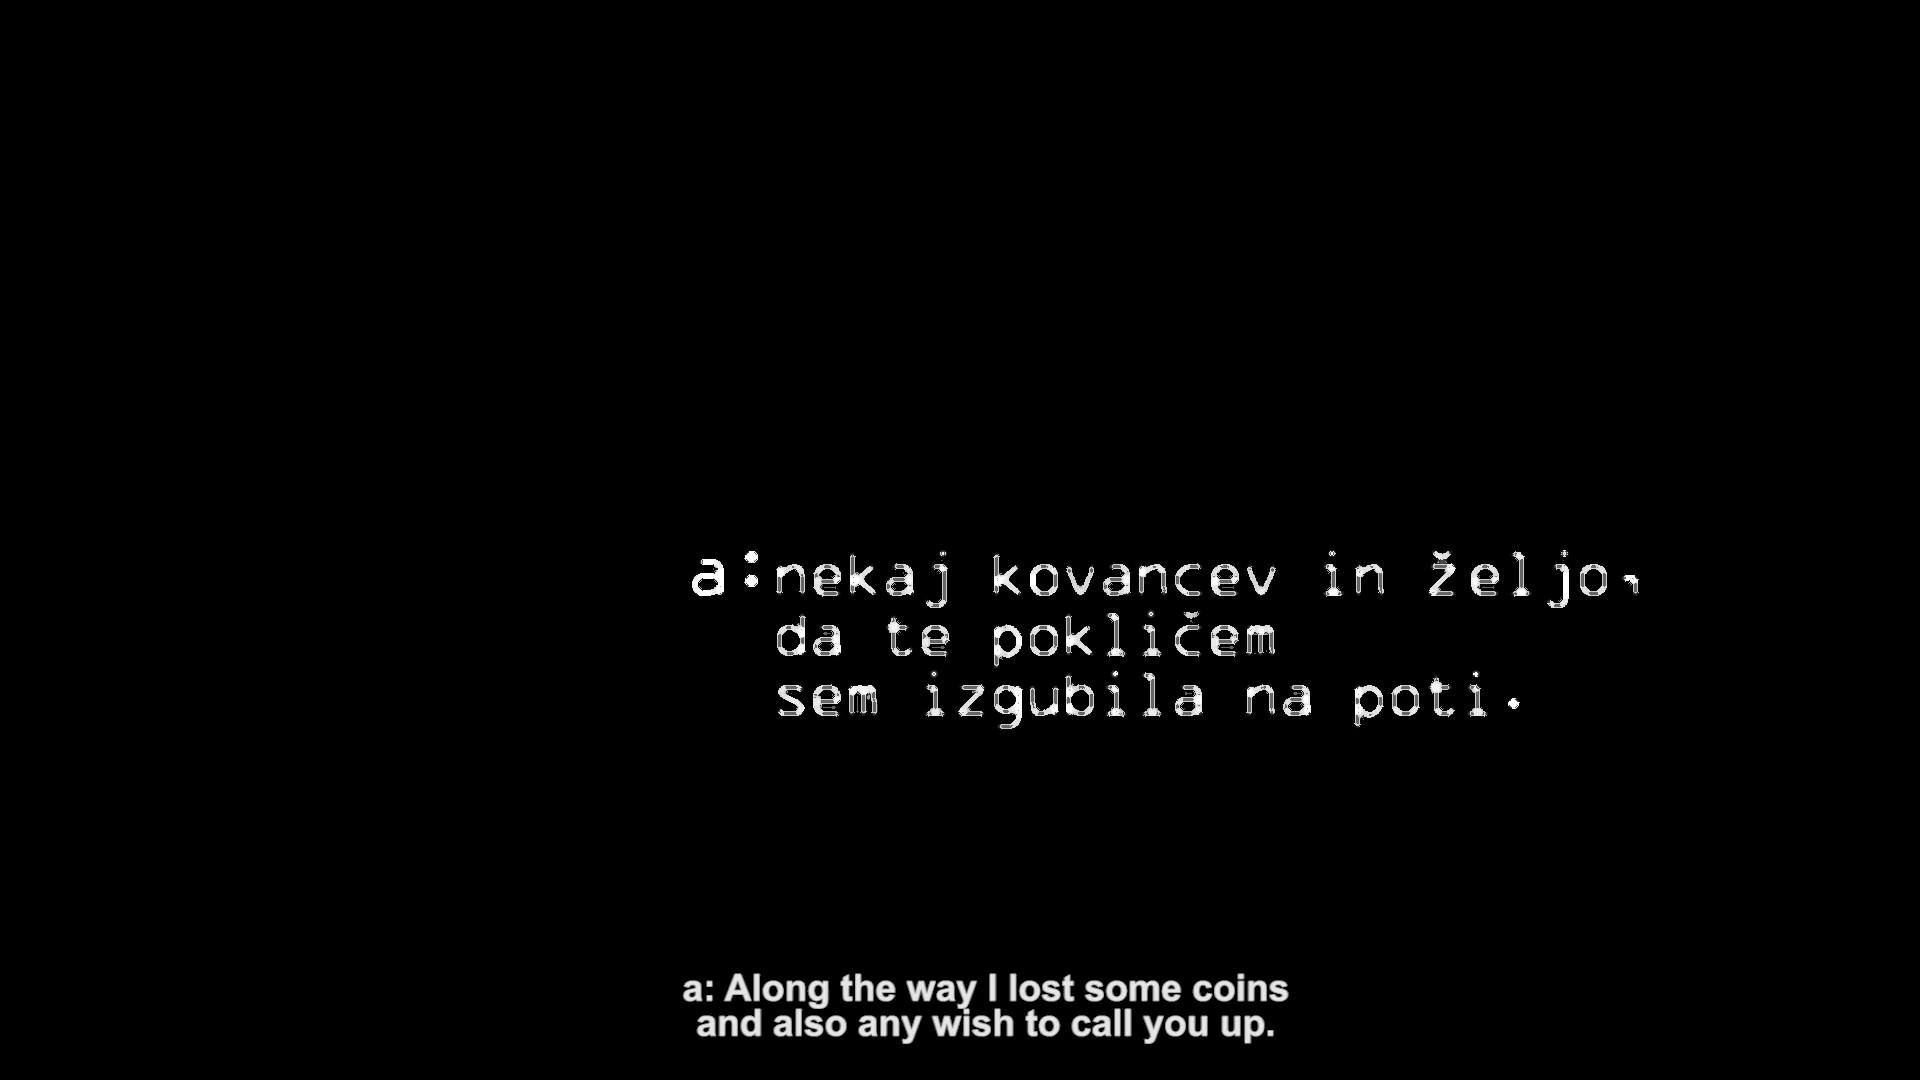 a:nekaj kovancev in željo,
da te pokličem
sem izgubila na poti.
a: Along the way I lost some coins
and also any wish to call you up.